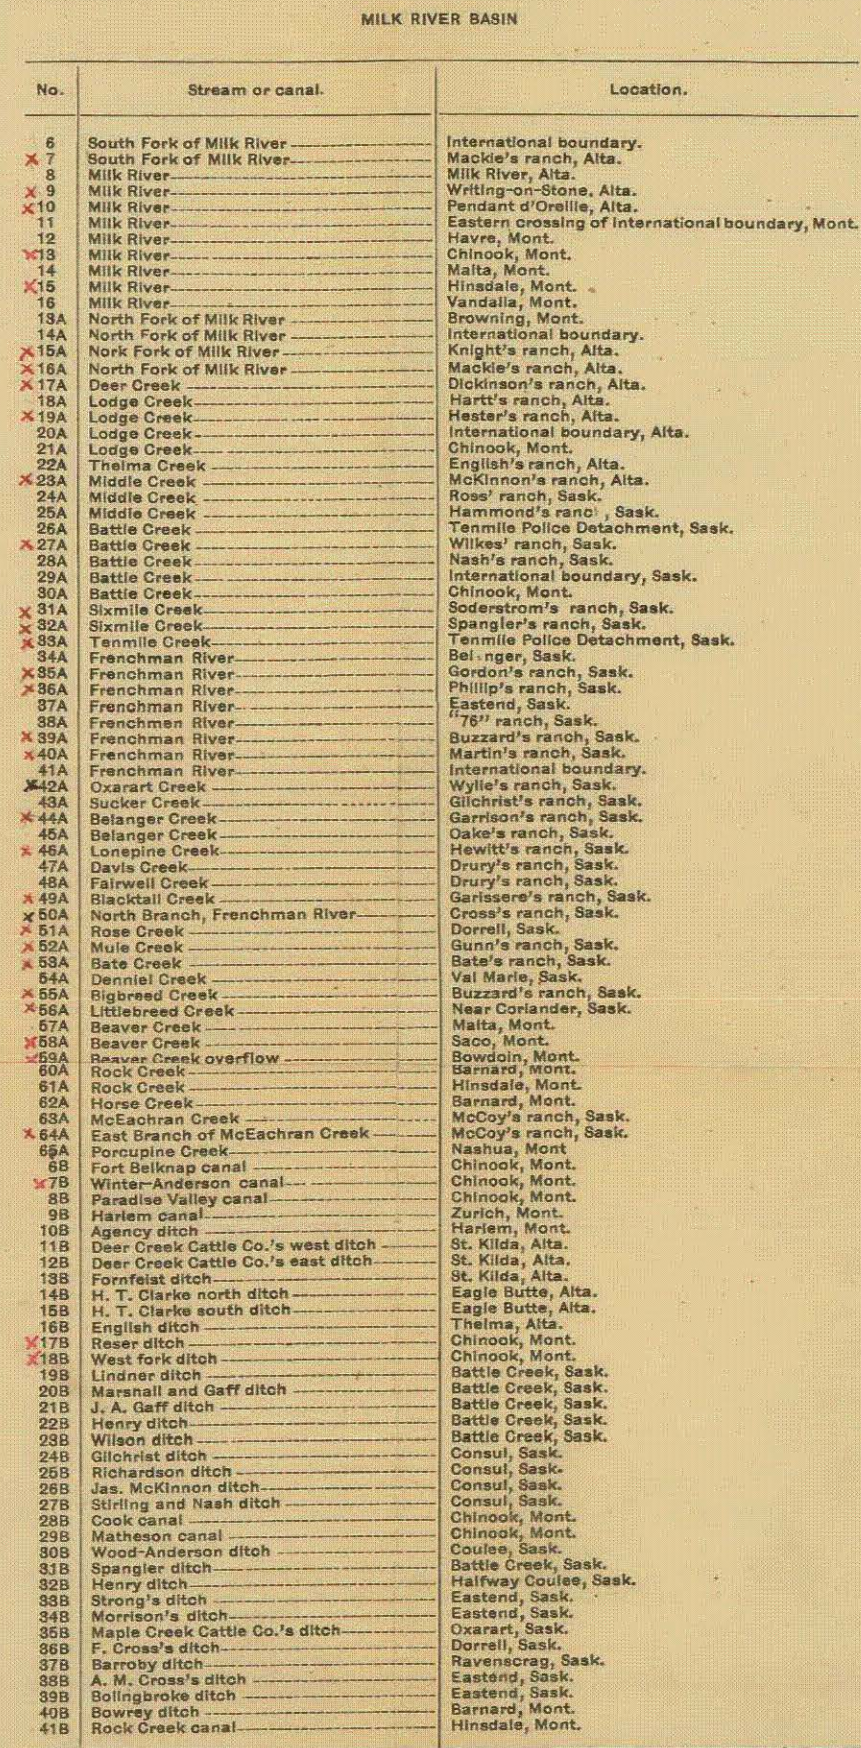 MILK RIVER BASIN
No. Stream or canal. Location.
6 South Fork of Milk River International boundary.
x 7 South Fork of Milk River Mackie's ranch, Alta.
8 Milk River Milk River, Alta.
x 9 Milk River Writing-on-Stone, Alta.
x 10 Milk River Pendant d'Oreille, Alta.
11 Milk River Eastern crossing of International boundary, Mont.
12 Milk River Havre, Mont.
x 13 Milk River Chinook, Mont.
14 Milk River Malta, Mont.
x 15 Milk River Hinsdale, Mont.
16 Milk River Vandalia, Mont.
13A North Fork of Milk River Browning, Mont.
14A North Fork of Milk River International boundary.
x 15A Nork Fork of Milk River Knight's ranch, Alta.
x 16A North Fork of Milk River Mackie's ranch, Alta.
x 17A Deer Creek Dickinson's ranch, Alta.
18A Lodge Creek Hartt's ranch, Alta.
x 19A Lodge Creek Hester's ranch, Alta.
20A Lodge Creek International boundary, Alta.
21A Lodge Creek Chinook, Mont.
22A Thelma Creek English's ranch, Alta.
x 23A Middle Creek McKinnon's ranch, Alta.
24A Middle Creek Ross' ranch, Sask.
25A Middle Creek Hammond's ranc , Sask.
26A Battle Creek Tenmile Police Detachment, Sask.
x 27A Battle Creek Wilkes' ranch, Sask.
28A Battle Creek Nash's ranch, Sask.
29A Battle Creek International boundary, Sask.
30A Battle Creek Chinook, Mont.
x 31A Sixmile Creek Soderstrom's ranch, Sask.
x 32A Sixmile Creek Spangler's ranch, Sask.
x 33A Tenmile Creek Tenmile Police Detachment, Sask.
34A Frenchman River Bel nger, Sask.
x 35A Frenchman River Gordon's ranch, Sask.
x 36A Frenchman River Phillip's ranch, Sask.
37A Frenchman River Eastend, Sask.
38A Frenchmen River "76" ranch, Sask.
x 39A Frenchman River Buzzard's ranch, Sask.
x 40A Frenchman River Martin's ranch, Sask.
41A Frenchman River International boundary.
x 42A Oxarart Creek Wylie's ranch, Sask.
43A Sucker Creek Gilchrist's ranch, Sask.
x 44A Belanger Creek Garrison's ranch, Sask.
45A Belanger Creek Oake's ranch, Sask.
x 46A Lonepine Creek Hewitt's ranch, Sask.
47A Davis Creek Drury's ranch, Sask.
48A Fairwell Creek Drury's ranch, Sask.
x 49A Blacktail Creek Garissere's ranch, Sask.
x 50A North Branch, Frenchman River Cross's ranch, Sask.
x 51A Rose Creek Dorrell, Sask.
x 52A Mule Creek Gunn's ranch, Sask.
x 53A Bate Creek Bate's ranch, Sask.
54A Denniel Creek Val Marie, Sask.
x 55A Bigbreed Creek Buzzard's ranch, Sask.
x 56A Littlebreed Creek Near Coriander, Sask.
57A Beaver Creek Malta, Mont.
x 58A Beaver Creek Saco, Mont.
x 59A Beaver Creek overflow Bowdoin, Mont.
60A Rock Creek Barnard, Mont.
61A Rock Creek Hinsdale, Mont.
62A Horse Creek Barnard, Mont.
63A McEachran Creek McCoy's ranch, Sask.
x 64A East Branch of McEachran Creek McCoy's ranch, Sask.
65A Porcupine Creek Nashua, Mont
6B Fort Belknap canal Chinook, Mont.
x 7B Winter-Anderson canal Chinook, Mont.
8B Paradise Valley canal Chinook, Mont.
9B Harlem canal Zurich, Mont.
10B Agency ditch Harlem, Mont.
11B Deer Creek Cattle Co.'s west ditch St. Kilda, Alta.
12B Deer Creek Cattle Co.'s east ditch St. Kilda, Alta.
13B Fornfeist ditch St. Kilda, Alta.
14B H. T. Clarke north ditch Eagle Butte, Alta.
15B H. T. Clarke south ditch Eagle Butte, Alta.
16B English ditch Thelma, Alta.
x 17B Reser ditch Chinook, Mont.
x 18B West fork ditch Chinook, Mont.
19B Lindner ditch Battle Creek, Sask.
20B Marsnall and Gaff ditch Battle Creek, Sask.
21B J. A. Gaff ditch Battle Creek, Sask.
22B Henry ditch Battle Creek, Sask.
23B Wilson ditch Battle Creek, Sask.
24B Gilchrist ditch Consul, Sask.
25B Richardson ditch Consul, Sask.
26B Jas. McKinnon ditch Consul, Sask.
27B Stirling and Nash ditch Consul, Sask.
28B Cook canal Chinook, Mont.
29B Matheson canal Chinook, Mont.
30B Wood-Anderson ditch Coulee, Sask.
31B Spangler ditch Battle Creek, Sask.
32B Henry ditch Halfway Coulee, Sask.
33B Strong's ditch Eastend, Sask.
34B Morrison's ditch Eastend, Sask.
35B Maple Creek Cattle Co.'s ditch Oxarart, Sask.
36B F. Cross's ditch Dorrell, Sask.
37B Barroby ditch Ravenscrag, Sask.
38B A. M. Cross's ditch Eastend, Sask.
39B Bolingbroke ditch Eastend, Sask.
40B Bowrey ditch Barnard, Mont.
41B Rock Creek canal Hinsdale, Mont.